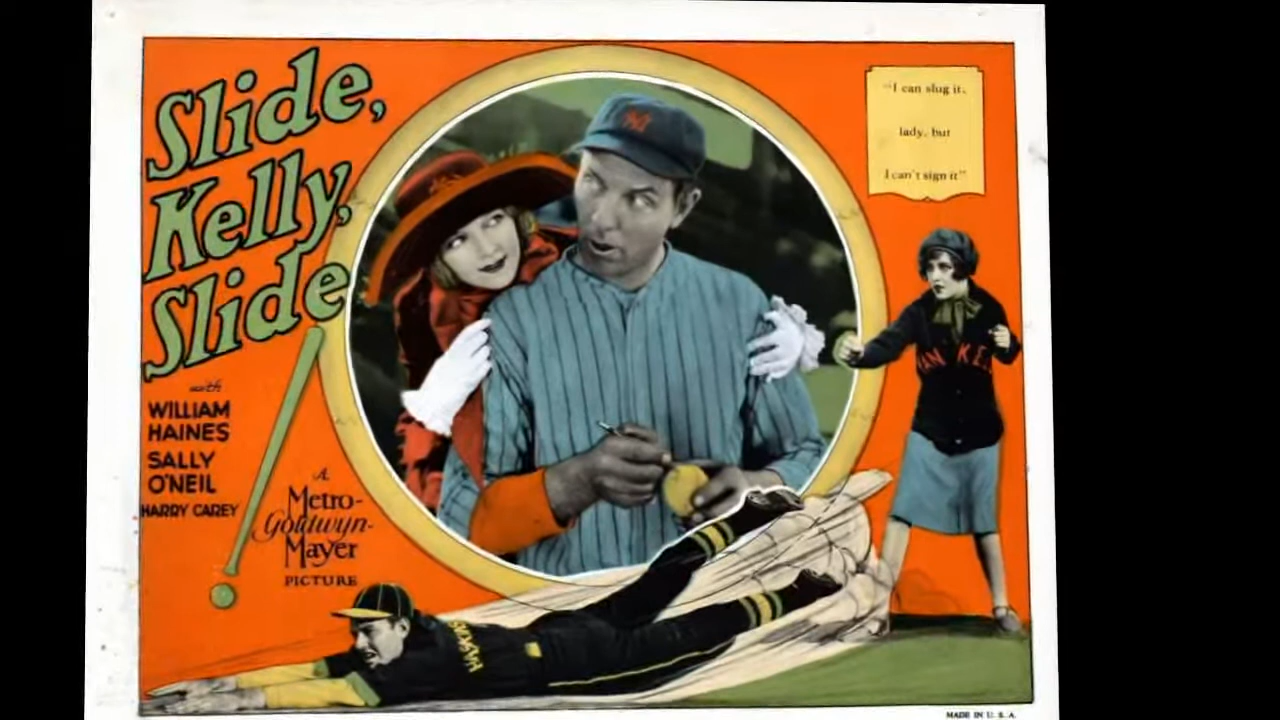 Slide,
Kelly,
Slide
with
WILLIAM
HAINES
SALLY
O'NEIL
HARRY CAREY
A
Metro-
Goldwyn-
Mayer
PICTURE
"I can slug it,
lady, but
I can't sign it"
MADE IN U. S. A.